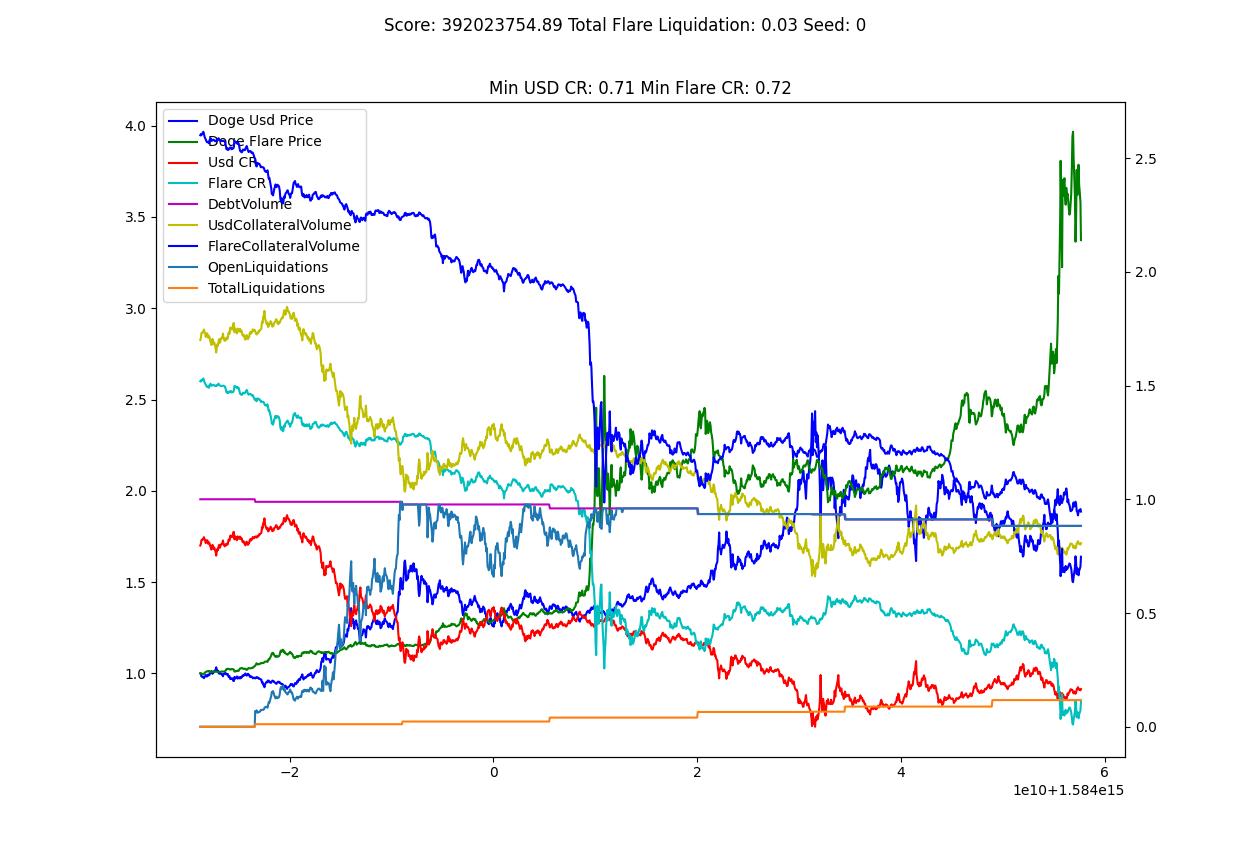 Score: 392023754.89 Total Flare Liquidation: 0.03 Seed: 0
Min USD CR: 0.71 Min Flare CR: 0.72
Doge Usd Price
Doge Flare Price
Usd CR
Flare CR
DebtVolume
UsdCollateralVolume
FlareCollateralVolume
OpenLiquidations
TotalLiquidations
4.0
3.5
3.0
2.5
2.0
1.5
1.0
2.5
2.0
1.5
1.0
0.5
0.0
−2
0
2
4
6
1e10+1.584e15